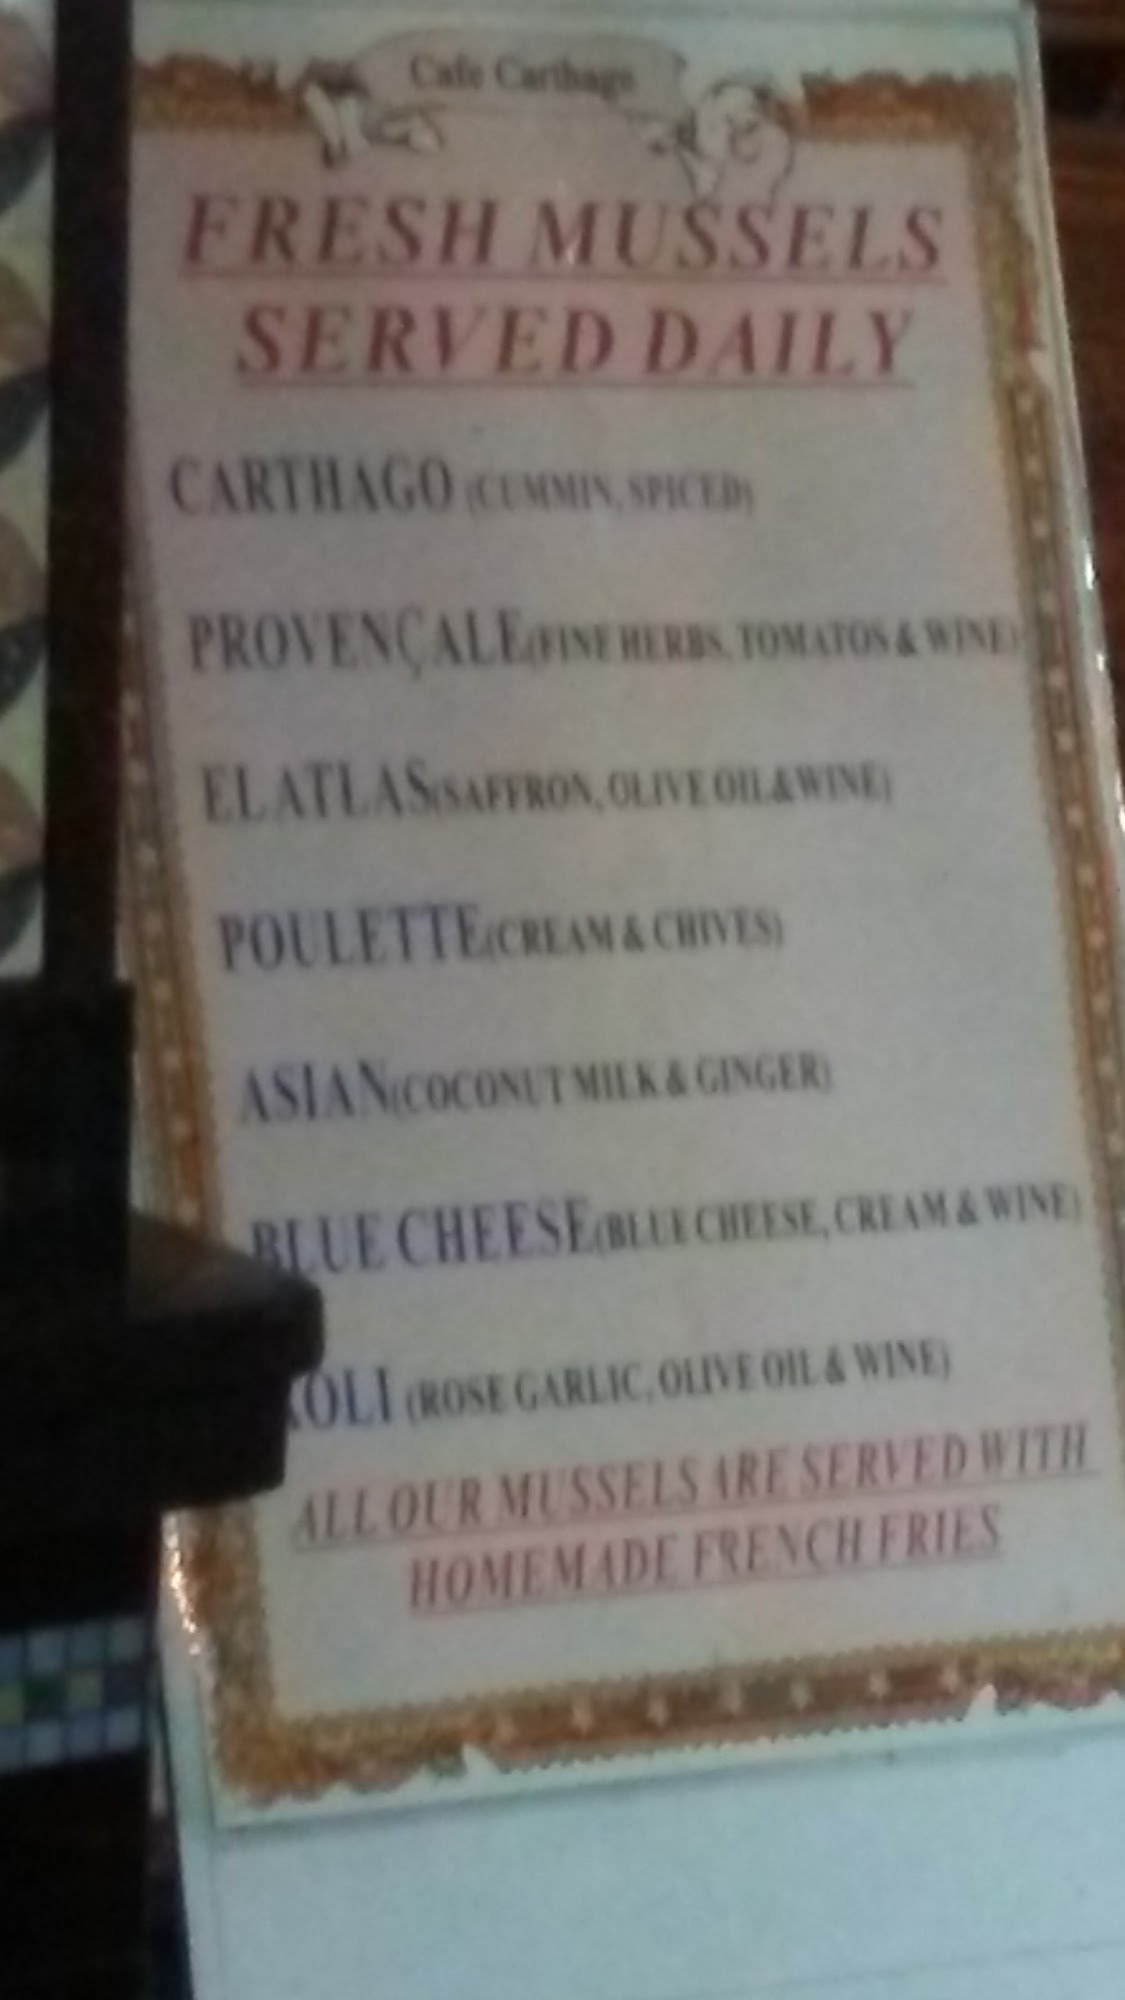 Cafe Carthago
FRESH MUSSELS
SERVED DAILY
CARTHAGO (CUMMIN, SPICED)
PROVENÇALE(FINE HERBS, TOMATOS & WINE)
EL ATLAS(SAFFRON, OLIVE OIL&WINE)
POULETTE(CREAM & CHIVES)
ASIAN(COCONUT MILK & GINGER)
BLUE CHEESE(BLUE CHEESE, CREAM & WINE)
OLI (ROSE GARLIC, OLIVE OIL & WINE)
ALL OUR MUSSELS ARE SERVED WITH
HOMEMADE FRENCH FRIES